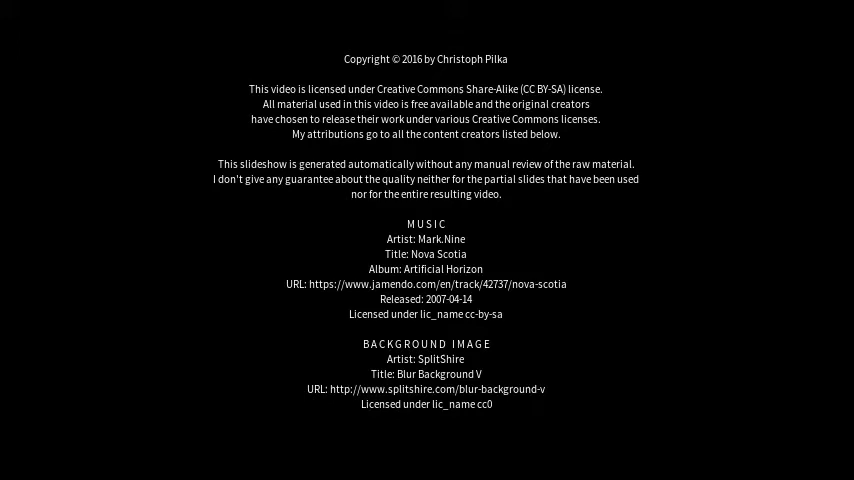 Copyright © 2016 by Christoph Pilka
This video is licensed under Creative Commons Share-Alike (CC BY-SA) license.
All material used in this video is free available and the original creators
have chosen to release their work under various Creative Commons licenses.
My attributions go to all the content creators listed below.
This slideshow is generated automatically without any manual review of the raw material.
I don't give any guarantee about the quality neither for the partial slides that have been used
nor for the entire resulting video.
MUSIC
Artist: Mark.Nine
Title: Nova Scotia
Album: Artificial Horizon
URL: https://www.jamendo.com/en/track/42737/nova-scotia
Released: 2007-04-14
Licensed under lic_name cc-by-sa
BACKGROUND IMAGE
Artist: SplitShire
Title: Blur Background V
URL: http://www.splitshire.com/blur-background-v
Licensed under lic_name cc0